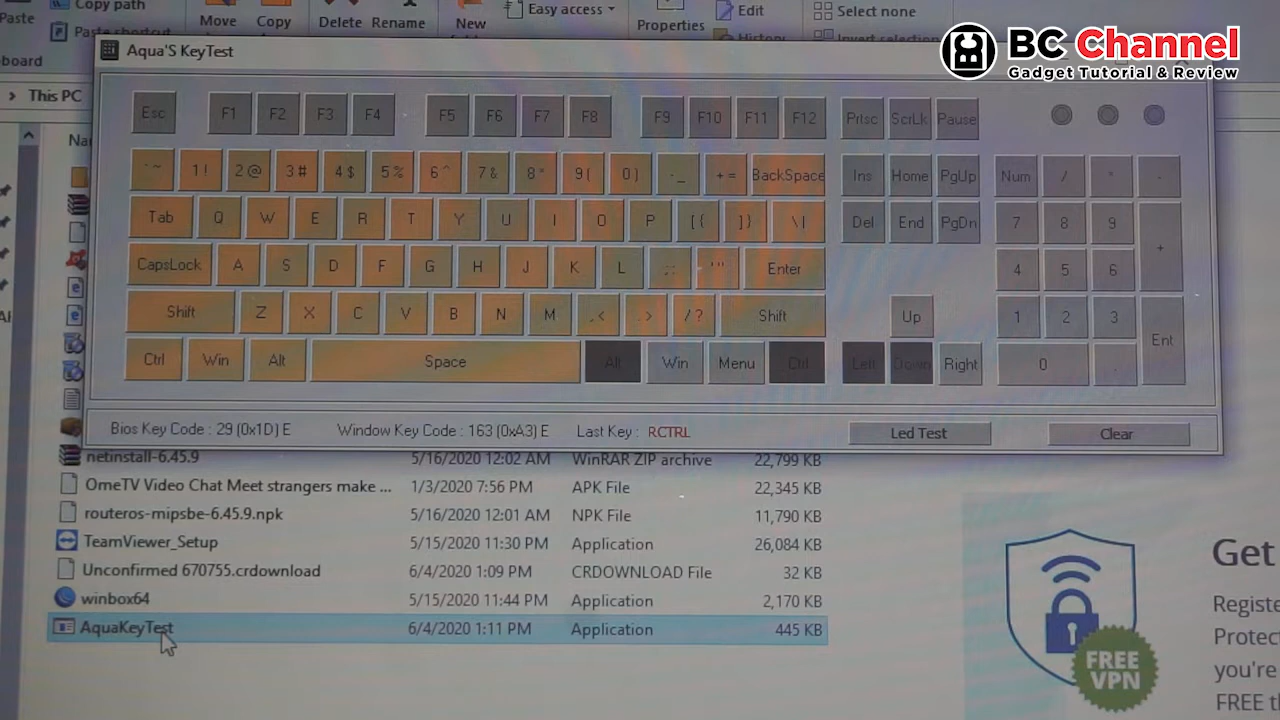 Paste
Copy path
Paste shortcut
Move
Copy
Delete
Rename
New
Easy access
Properties
Edit
History
Select none
Invert selection
board
BC Channel
Gadget Tutorial & Review
Aqua'S KeyTest
This PC
Esc F1 F2 F3 F4 F5 F6 F7 F8 F9 F10 F11 F12 Prtsc ScrLk Pause
` ~ 1 ! 2 @ 3 # 4 $ 5 % 6 ^ 7 & 8 * 9 ( 0 ) - _ + = BackSpace Ins Home PgUp Num / * -
Tab Q W E R T Y U I O P [ { ] } \ | Del End PgDn 7 8 9 +
CapsLock A S D F G H J K L ; : ' " Enter 4 5 6
Shift Z X C V B N M , < . > / ? Shift Up 1 2 3 Ent
Ctrl Win Alt Space Alt Win Menu Ctrl Left Down Right 0 .
Bios Key Code : 29 (0x1D) E Window Key Code : 163 (0xA3) E Last Key : RCTRL Led Test Clear
netinstall-6.45.9 5/16/2020 12:02 AM WinRAR ZIP archive 22,799 KB
OmeTV Video Chat Meet strangers make ... 1/3/2020 7:56 PM APK File 22,345 KB
routeros-mipsbe-6.45.9.npk 5/16/2020 12:01 AM NPK File 11,790 KB
TeamViewer_Setup 5/15/2020 11:30 PM Application 26,084 KB
Unconfirmed 670755.crdownload 6/4/2020 1:09 PM CRDOWNLOAD File 32 KB
winbox64 5/15/2020 11:44 PM Application 2,170 KB
AquaKeyTest 6/4/2020 1:11 PM Application 445 KB
Get
Registe
Protec
you're
FREE t
FREE
VPN